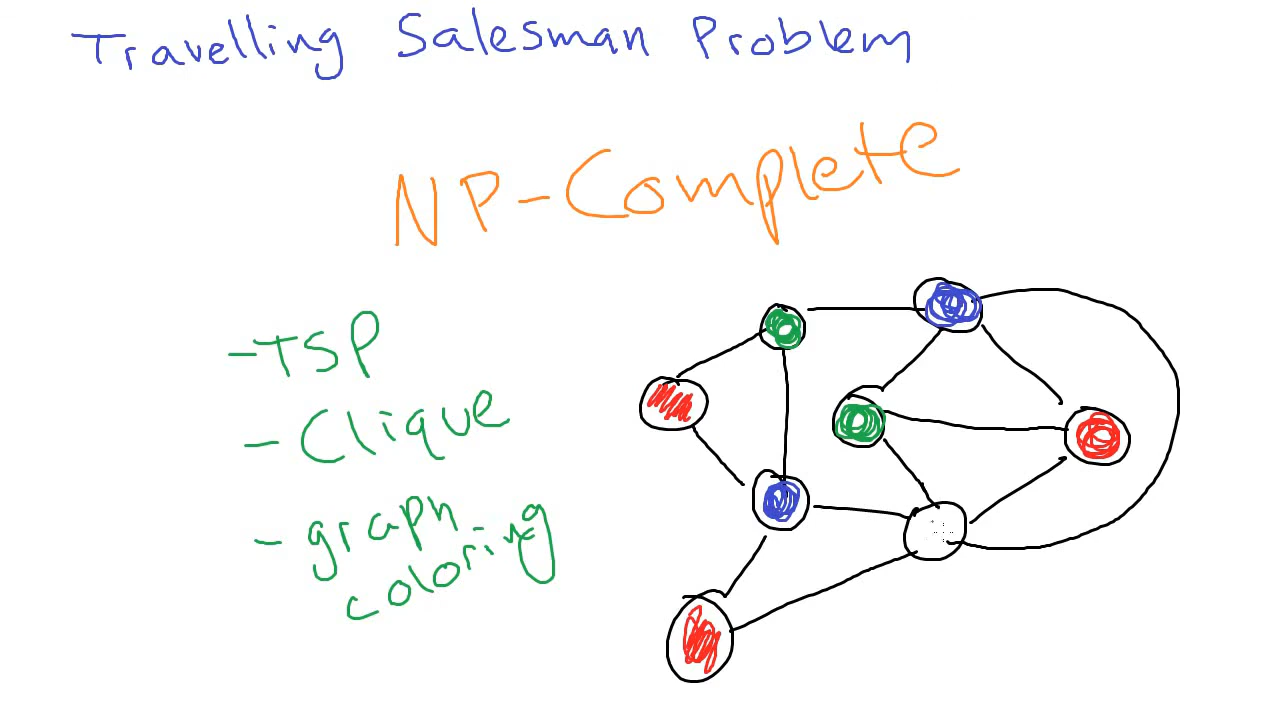 Travelling Salesman Problem
NP-Complete
- TSP
- Clique
- graph
coloring